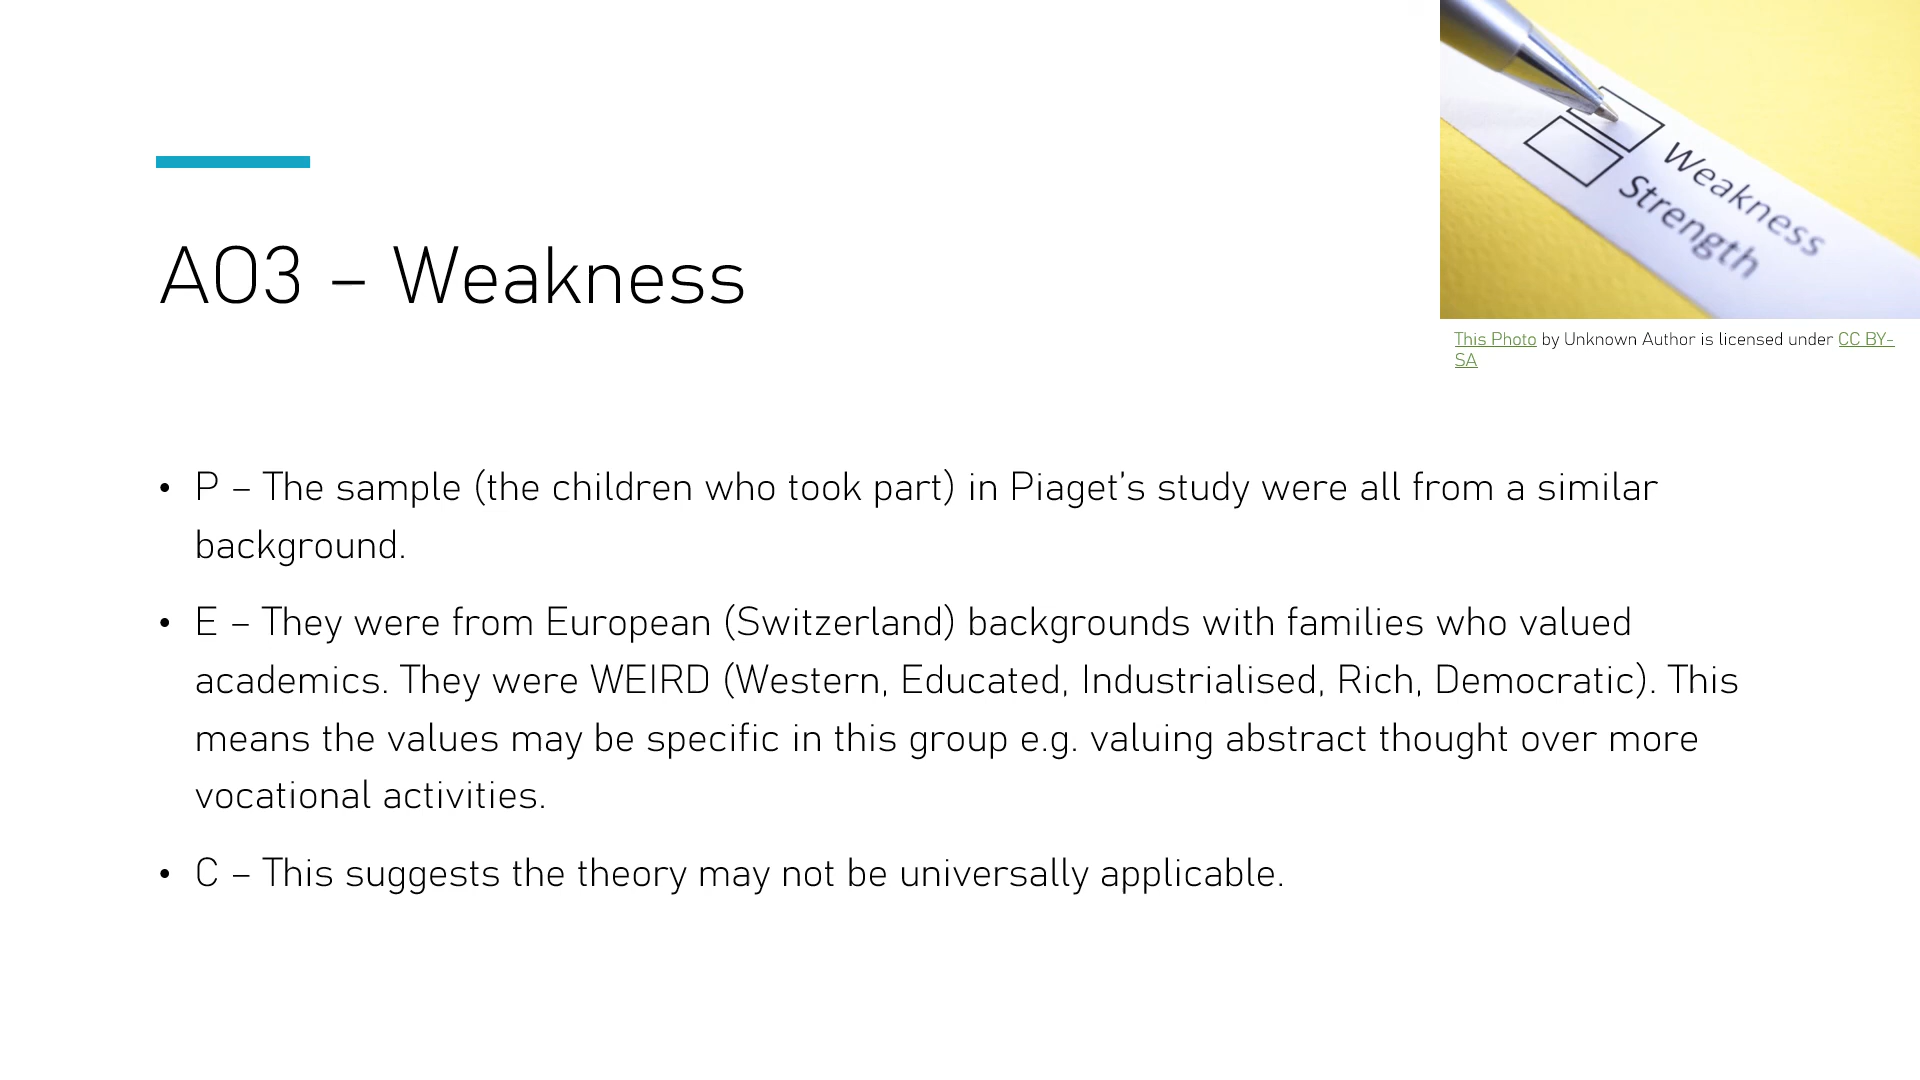 Weakness
Strength
This Photo by Unknown Author is licensed under CC BY-
SA
AO3 – Weakness
• P – The sample (the children who took part) in Piaget's study were all from a similar
background.
• E – They were from European (Switzerland) backgrounds with families who valued
academics. They were WEIRD (Western, Educated, Industrialised, Rich, Democratic). This
means the values may be specific in this group e.g. valuing abstract thought over more
vocational activities.
• C – This suggests the theory may not be universally applicable.